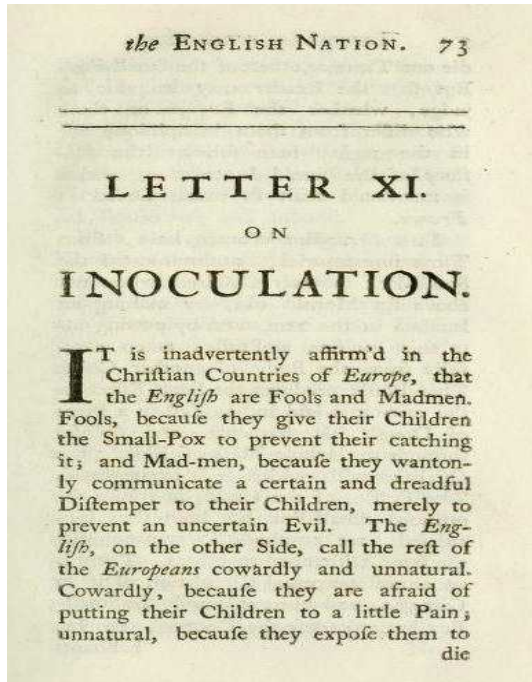 the ENGLISH NATION. 73
LETTER XI.
ON
INOCULATION.
IT is inadvertently affirm'd in the
Chriſtian Countries of Europe, that
the Engliſh are Fools and Madmen.
Fools, becauſe they give their Children
the Small-Pox to prevent their catching
it; and Mad-men, becauſe they wanton-
ly communicate a certain and dreadful
Diſtemper to their Children, merely to
prevent an uncertain Evil. The Eng-
liſh, on the other Side, call the reſt of
the Europeans cowardly and unnatural.
Cowardly, becauſe they are afraid of
putting their Children to a little Pain;
unnatural, becauſe they expoſe them to
die